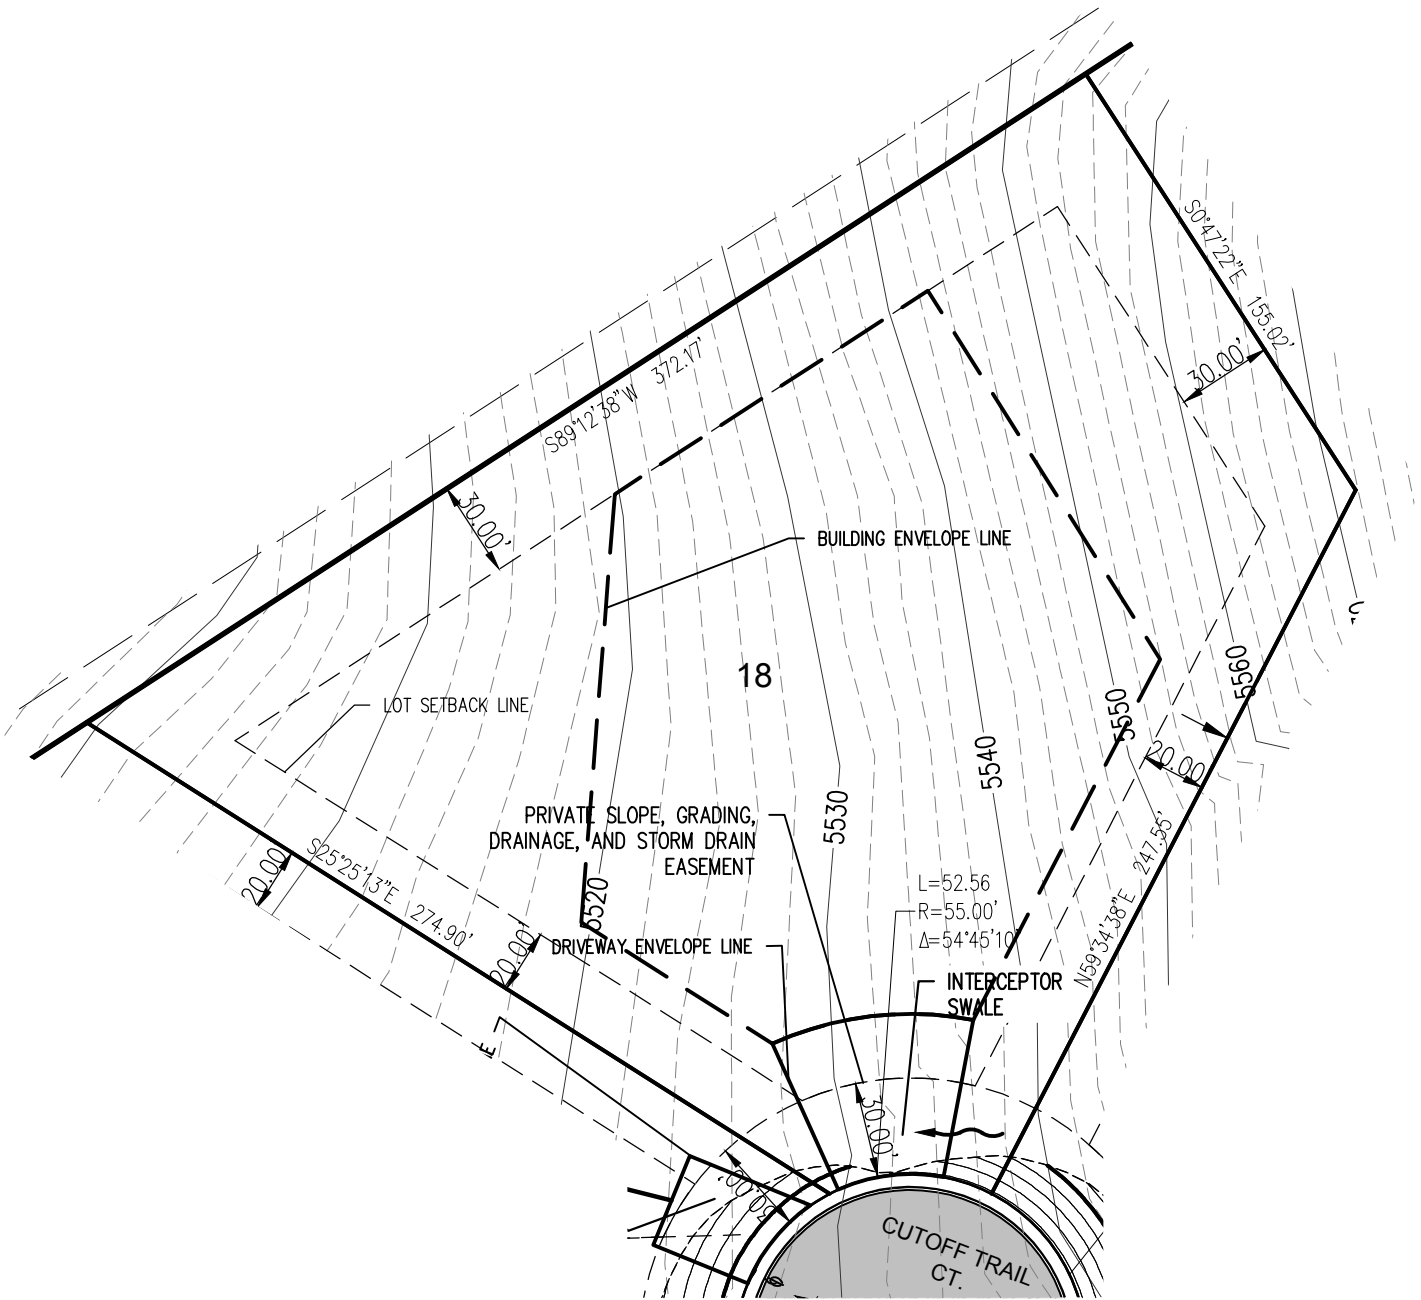 S0°47'22"E 155.02'
30.00'
S89°12'38"W 372.17'
30.00'
BUILDING ENVELOPE LINE
18
LOT SETBACK LINE
5560
5550
5540
5530
20.00
PRIVATE SLOPE, GRADING,
DRAINAGE, AND STORM DRAIN
EASEMENT
S25°25'13"E 274.90'
20.00'
5520
L=52.56
R=55.00'
Δ=54°45'10"
N59°34'38"E 247.55'
20.00'
DRIVEWAY ENVELOPE LINE
INTERCEPTOR
SWALE
E
30.00'
30.00'
CUTOFF TRAIL
CT.